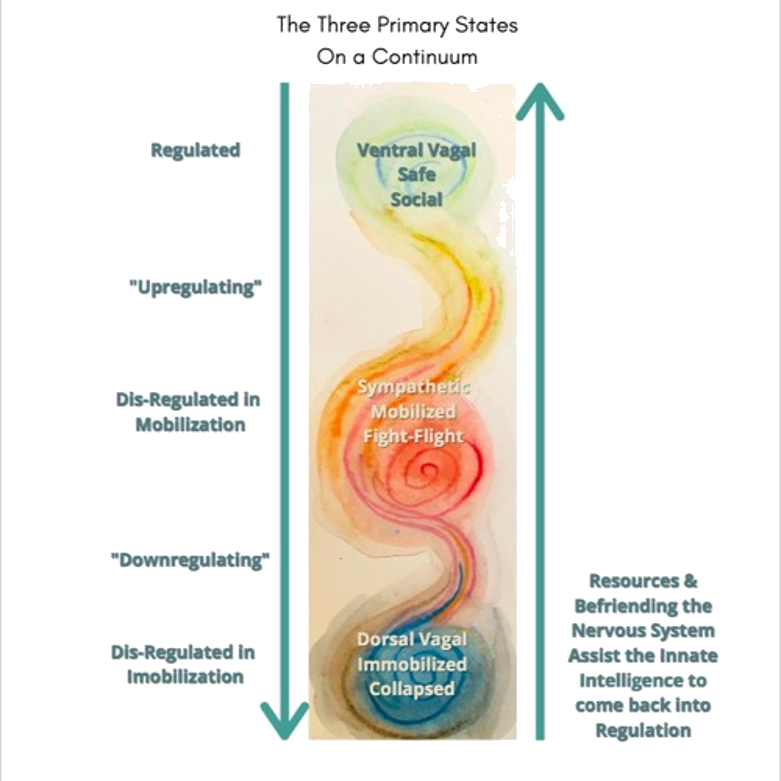 The Three Primary States
On a Continuum
Regulated
Ventral Vagal
Safe
Social
"Upregulating"
Dis-Regulated in
Mobilization
Sympathetic
Mobilized
Fight-Flight
"Downregulating"
Dis-Regulated in
Imobilization
Dorsal Vagal
Immobilized
Collapsed
Resources &
Befriending the
Nervous System
Assist the Innate
Intelligence to
come back into
Regulation